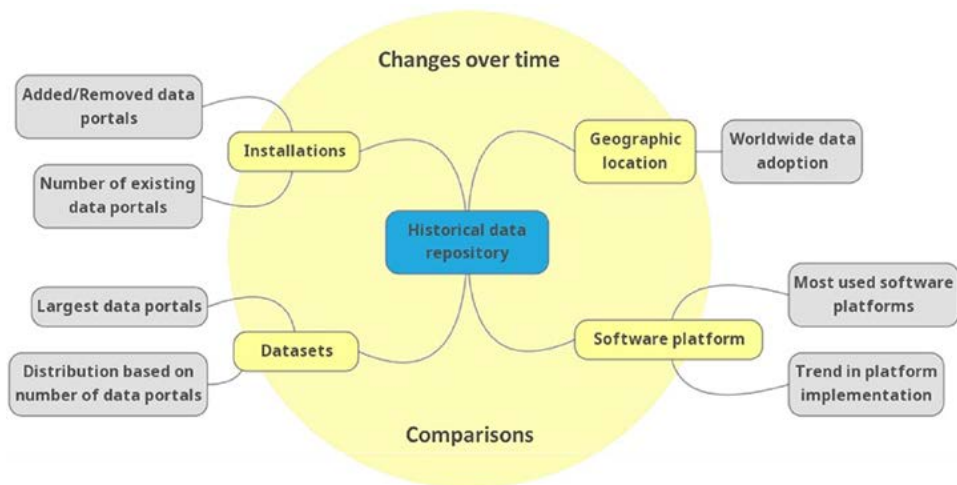 Changes over time
Added/Removed data
portals
Installations
Number of existing
data portals
Geographic
location
Worldwide data
adoption
Historical data
repository
Largest data portals
Datasets
Distribution based on
number of data portals
Software platform
Most used software
platforms
Trend in platform
implementation
Comparisons